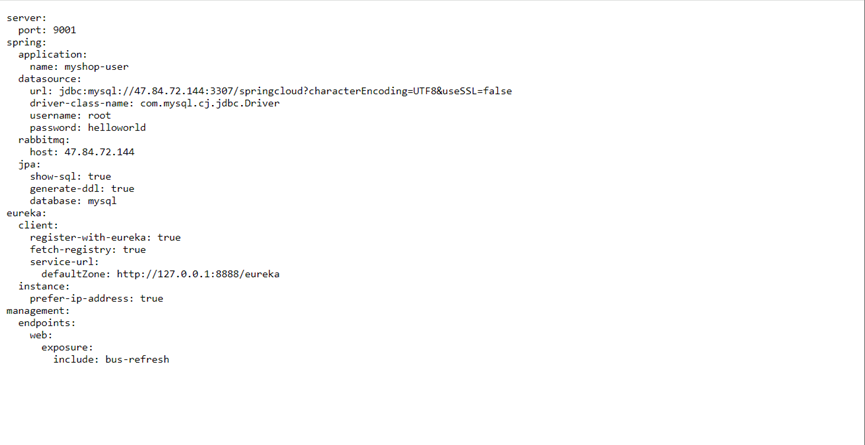 server:
  port: 9001
spring:
  application:
    name: myshop-user
  datasource:
    url: jdbc:mysql://47.84.72.144:3307/springcloud?characterEncoding=UTF8&useSSL=false
    driver-class-name: com.mysql.cj.jdbc.Driver
    username: root
    password: helloworld
  rabbitmq:
    host: 47.84.72.144
  jpa:
    show-sql: true
    generate-ddl: true
    database: mysql
eureka:
  client:
    register-with-eureka: true
    fetch-registry: true
    service-url:
      defaultZone: http://127.0.0.1:8888/eureka
  instance:
    prefer-ip-address: true
management:
  endpoints:
    web:
      exposure:
        include: bus-refresh